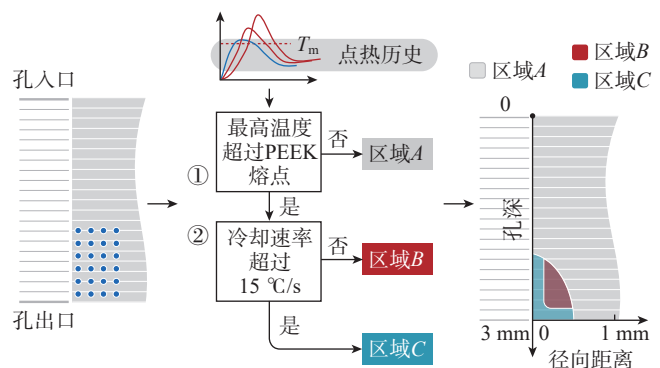 Tm
点热历史
区域A
区域B
区域C
孔入口
孔出口
①
最高温度
超过PEEK
熔点
否
区域A
是
②
冷却速率
超过
15 ℃/s
否
区域B
是
区域C
0
孔深
3 mm
0
1 mm
径向距离